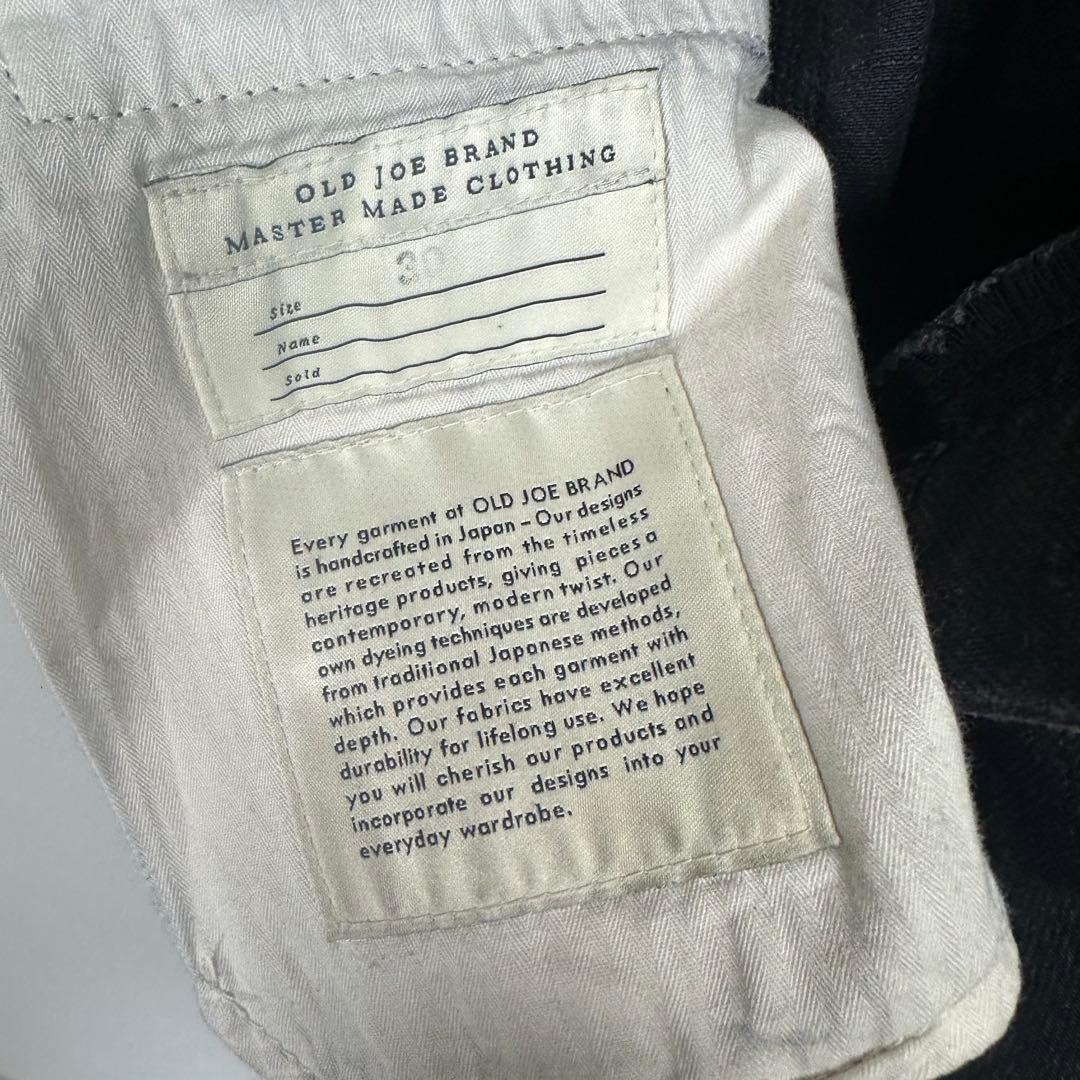 OLD JOE BRAND
MASTER MADE CLOTHING
30
Size
Name
Sold
Every garment at OLD JOE BRAND
is handcrafted in Japan – Our designs
are recreated from the timeless
heritage products, giving pieces a
contemporary, modern twist. Our
own dyeing techniques are developed
from traditional Japanese methods,
which provides each garment with
depth. Our fabrics have excellent
durability for lifelong use. We hope
you will cherish our products and
incorporate our designs into your
everyday wardrobe.